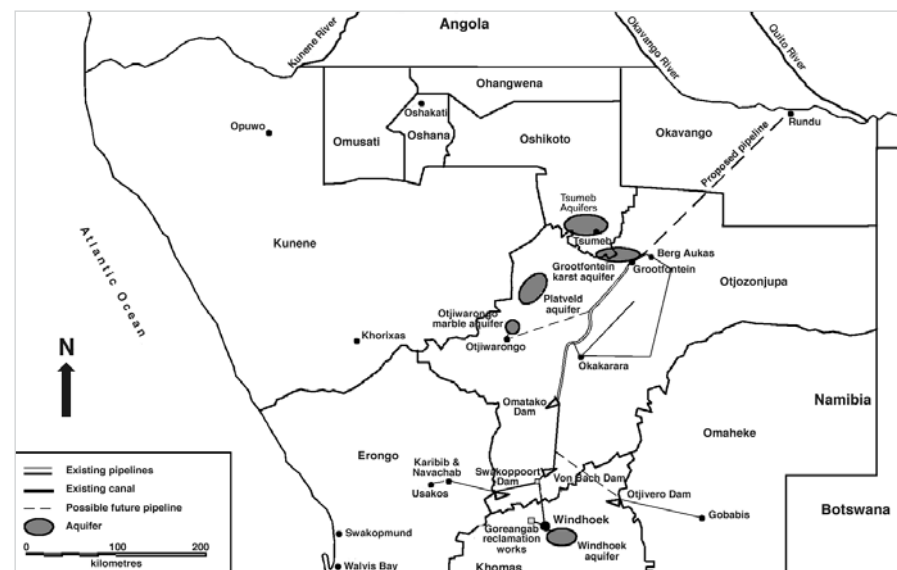 Angola
Kunene River
Okavango River
Quito River
Ohangwena
Oshakati
Opuwo
Omusati
Oshana
Oshikoto
Okavango
Rundu
Proposed pipeline
Tsumeb
Aquifers
Tsumeb
Kunene
Berg Aukas
Grootfontein
karst aquifer
Grootfontein
Otjozonjupa
Platveld
aquifer
Otjiwarongo
marble aquifer
Otjiwarongo
Khorixas
Atlantic Ocean
N
Okakarara
Omatako
Dam
Namibia
Omaheke
Erongo
Karibib &
Navachab
Usakos
Swakoppoort
Dam
Von Bach Dam
Otjivero Dam
Gobabis
Botswana
Windhoek
Goreangab
reclamation
works
Windhoek
aquifer
Khomas
Swakopmund
Walvis Bay
Existing pipelines
Existing canal
Possible future pipeline
Aquifer
0 100 200
kilometres